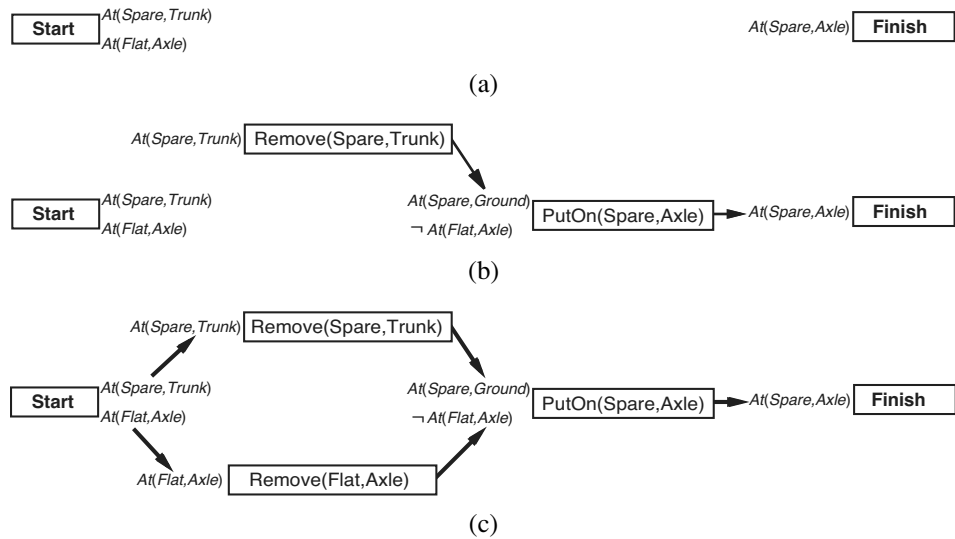 At(Spare,Trunk)
Start
At(Flat,Axle)
At(Spare,Axle)
Finish
(a)
At(Spare,Trunk)
Remove(Spare,Trunk)
At(Spare,Trunk)
Start
At(Flat,Axle)
At(Spare,Ground)
¬ At(Flat,Axle)
PutOn(Spare,Axle)
At(Spare,Axle)
Finish
(b)
At(Spare,Trunk)
Remove(Spare,Trunk)
At(Spare,Trunk)
Start
At(Flat,Axle)
At(Spare,Ground)
¬ At(Flat,Axle)
PutOn(Spare,Axle)
At(Spare,Axle)
Finish
At(Flat,Axle)
Remove(Flat,Axle)
(c)